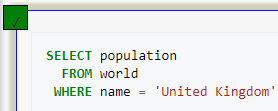 ✓
SELECT population
FROM world
WHERE name = 'United Kingdom'